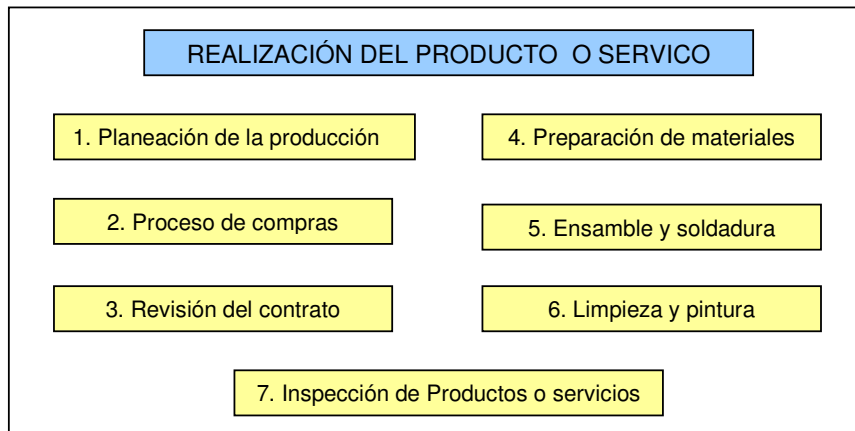 REALIZACIÓN DEL PRODUCTO O SERVICO
1. Planeación de la producción
2. Proceso de compras
3. Revisión del contrato
4. Preparación de materiales
5. Ensamble y soldadura
6. Limpieza y pintura
7. Inspección de Productos o servicios